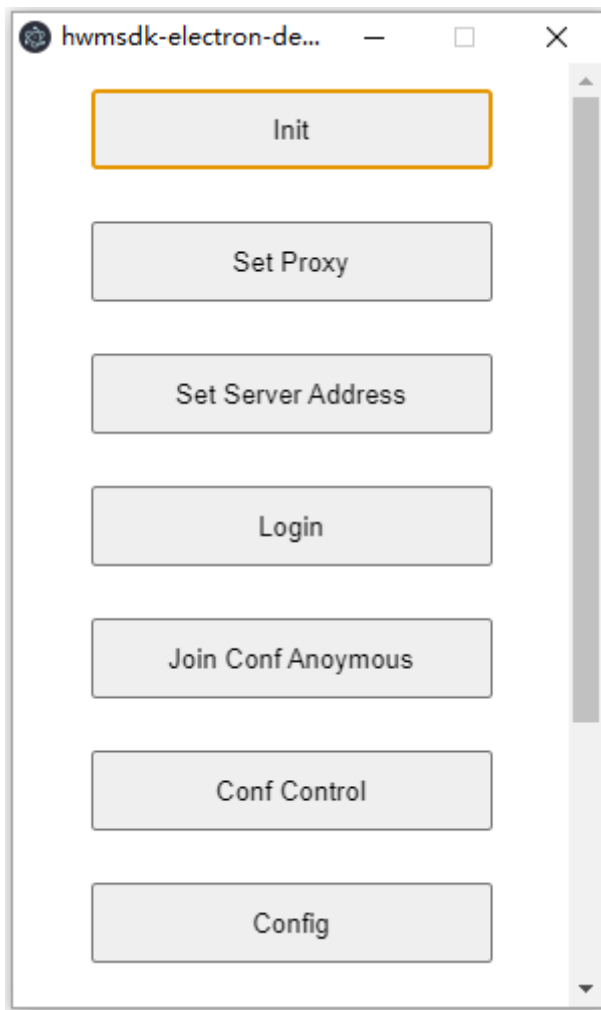 hwmsdk-electron-de...
Init
Set Proxy
Set Server Address
Login
Join Conf Anoymous
Conf Control
Config